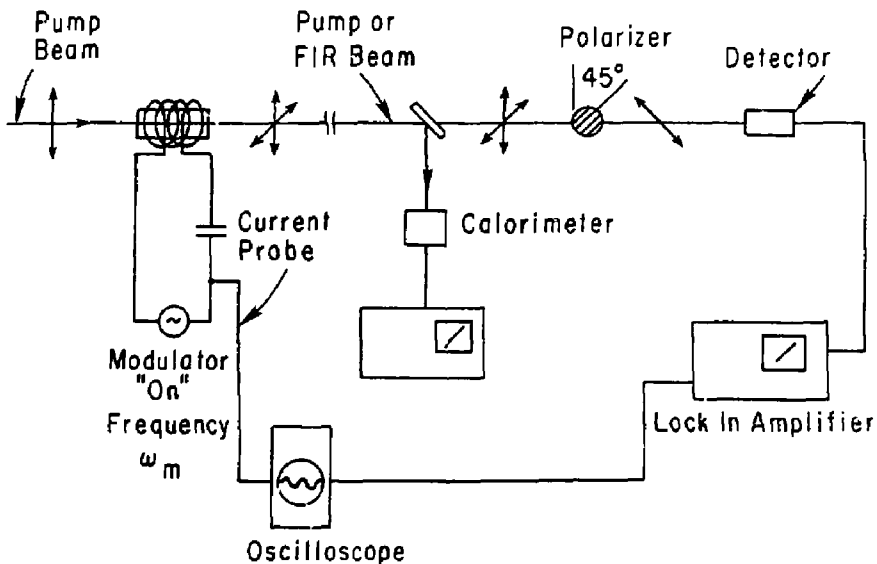 Pump
Beam
Pump or
FIR Beam
Polarizer
45°
Detector
Current
Probe
Calorimeter
~
Modulator
"On"
Frequency
ωm
Lock In Amplifier
Oscilloscope